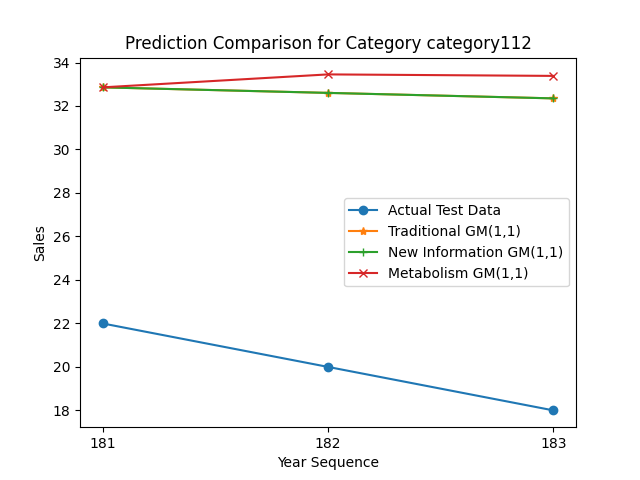 Prediction Comparison for Category category112
34
32
30
28
26
24
22
20
18
Sales
Actual Test Data
Traditional GM(1,1)
New Information GM(1,1)
Metabolism GM(1,1)
181
182
183
Year Sequence